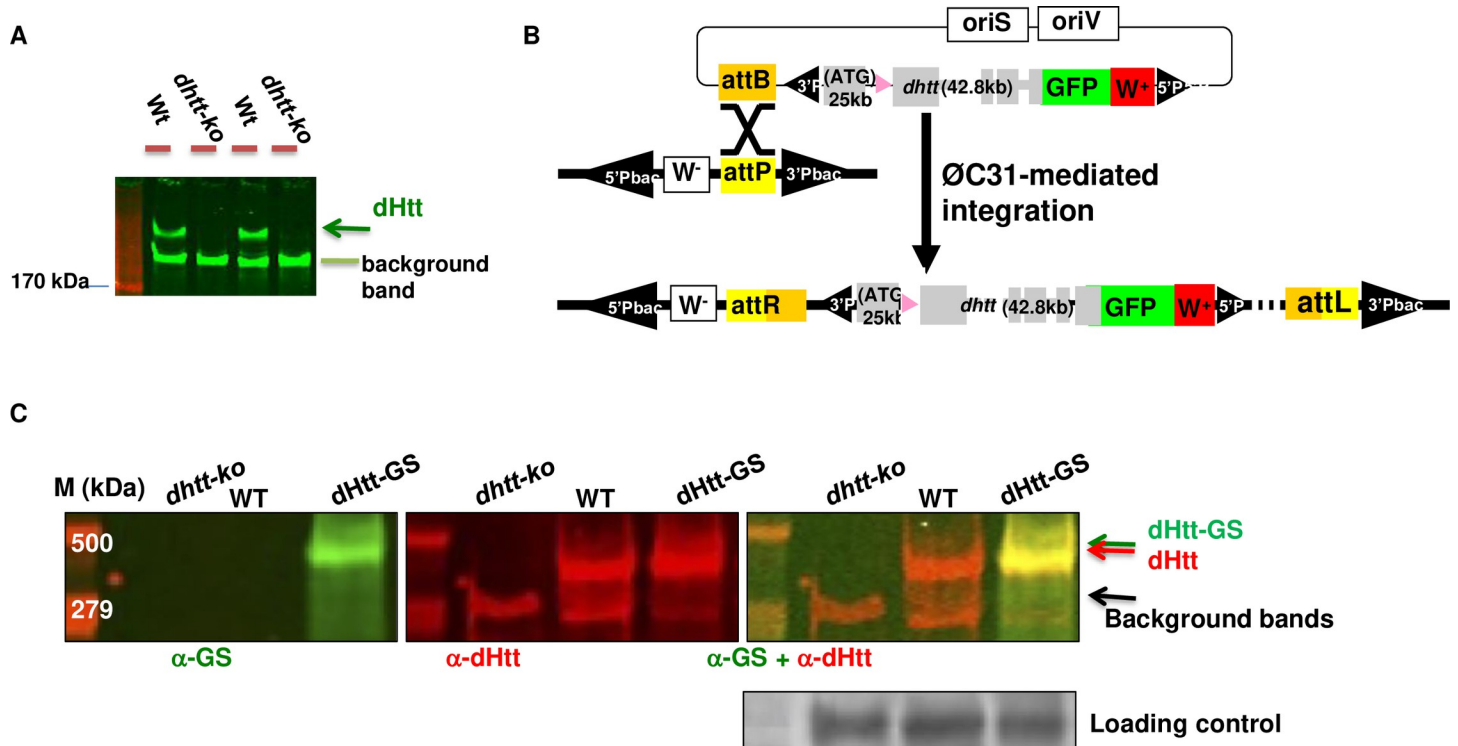 A
Wt
dhtt-ko
Wt
dhtt-ko
dHtt
background
band
170 kDa
B
oriS
oriV
attB
3'P
(ATG)
25kb
dhtt (42.8kb)
GFP
W+
5'P
5'Pbac
W-
attP
3'Pbac
ØC31-mediated
integration
5'Pbac
W-
attR
3'P
(ATG
25kb
dhtt (42.8kb)
GFP
W+
5'P
attL
3'Pbac
C
M (kDa)
dhtt-ko
WT
dHtt-GS
dhtt-ko
WT
dHtt-GS
dhtt-ko
WT
dHtt-GS
500
279
dHtt-GS
dHtt
Background bands
α-GS
α-dHtt
α-GS + α-dHtt
Loading control